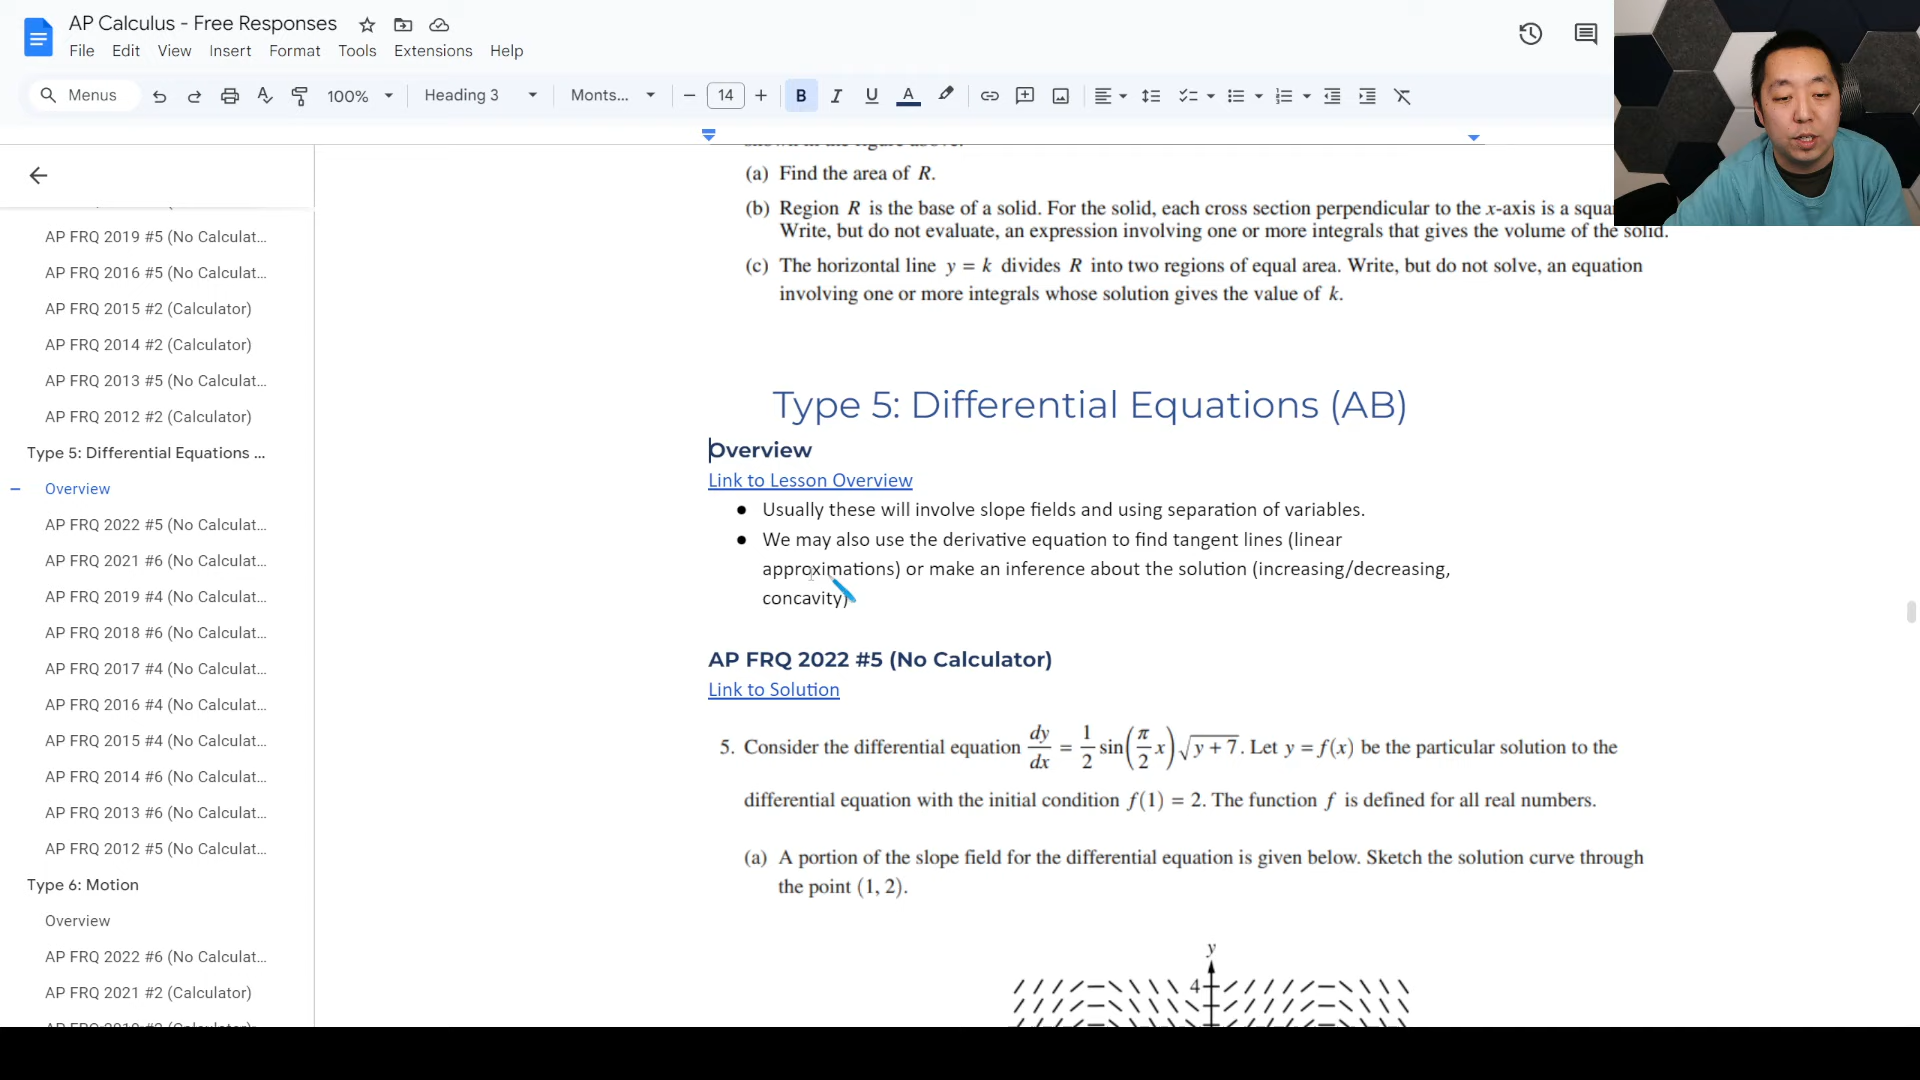 AP Calculus - Free Responses
File Edit View Insert Format Tools Extensions Help
Menus 100% Heading 3 Monts... 14 B I U A
AP FRQ 2019 #5 (No Calculat...
AP FRQ 2016 #5 (No Calculat...
AP FRQ 2015 #2 (Calculator)
AP FRQ 2014 #2 (Calculator)
AP FRQ 2013 #5 (No Calculat...
AP FRQ 2012 #2 (Calculator)
Type 5: Differential Equations ...
Overview
AP FRQ 2022 #5 (No Calculat...
AP FRQ 2021 #6 (No Calculat...
AP FRQ 2019 #4 (No Calculat...
AP FRQ 2018 #6 (No Calculat...
AP FRQ 2017 #4 (No Calculat...
AP FRQ 2016 #4 (No Calculat...
AP FRQ 2015 #4 (No Calculat...
AP FRQ 2014 #6 (No Calculat...
AP FRQ 2013 #6 (No Calculat...
AP FRQ 2012 #5 (No Calculat...
Type 6: Motion
Overview
AP FRQ 2022 #6 (No Calculat...
AP FRQ 2021 #2 (Calculator)
(a) Find the area of R.
(b) Region R is the base of a solid. For the solid, each cross section perpendicular to the x-axis is a squa
Write, but do not evaluate, an expression involving one or more integrals that gives the volume of the solid.
(c) The horizontal line y = k divides R into two regions of equal area. Write, but do not solve, an equation
involving one or more integrals whose solution gives the value of k.
Type 5: Differential Equations (AB)
Overview
Link to Lesson Overview
● Usually these will involve slope fields and using separation of variables.
● We may also use the derivative equation to find tangent lines (linear
approximations) or make an inference about the solution (increasing/decreasing,
concavity)
AP FRQ 2022 #5 (No Calculator)
Link to Solution
5. Consider the differential equation dy/dx = 1/2 sin(π/2 x)√(y + 7). Let y = f(x) be the particular solution to the
differential equation with the initial condition f(1) = 2. The function f is defined for all real numbers.
(a) A portion of the slope field for the differential equation is given below. Sketch the solution curve through
the point (1, 2).
y
4